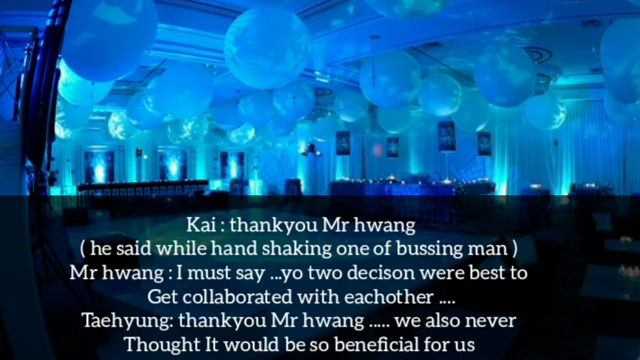 Kai : thankyou Mr hwang
( he said while hand shaking one of bussing man )
Mr hwang : I must say ...yo two decison were best to
Get collaborated with eachother ....
Taehyung: thankyou Mr hwang ..... we also never
Thought It would be so beneficial for us